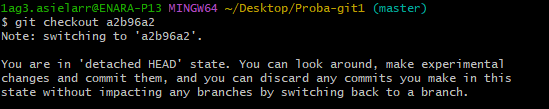 1ag3.asielarr@ENARA-P13 MINGW64 ~/Desktop/Proba-git1 (master)
$ git checkout a2b96a2
Note: switching to 'a2b96a2'.

You are in 'detached HEAD' state. You can look around, make experimental
changes and commit them, and you can discard any commits you make in this
state without impacting any branches by switching back to a branch.